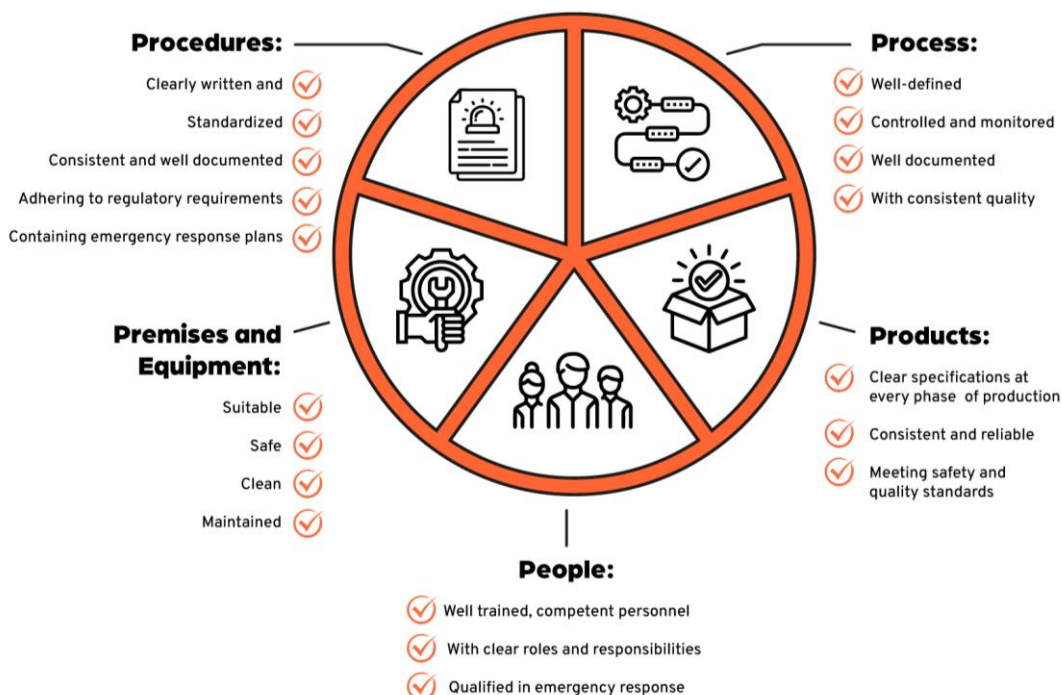 Procedures:
Clearly written and
Standardized
Consistent and well documented
Adhering to regulatory requirements
Containing emergency response plans
Process:
Well-defined
Controlled and monitored
Well documented
With consistent quality
Premises and
Equipment:
Suitable
Safe
Clean
Maintained
Products:
Clear specifications at
every phase of production
Consistent and reliable
Meeting safety and
quality standards
People:
Well trained, competent personnel
With clear roles and responsibilities
Qualified in emergency response